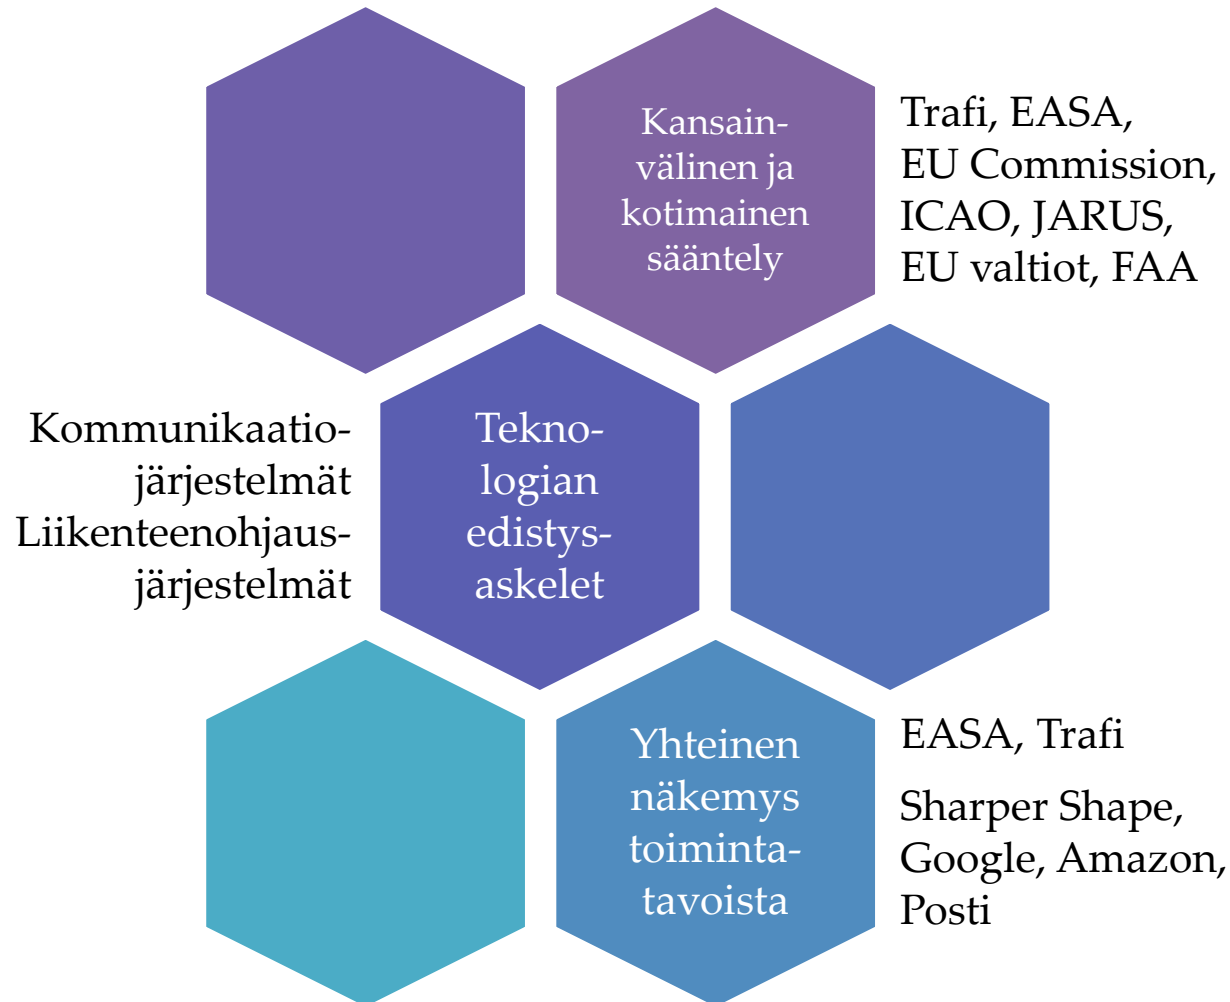 Kansain-
välinen ja
kotimainen
sääntely
Trafi, EASA,
EU Commission,
ICAO, JARUS,
EU valtiot, FAA
Kommunikaatio-
järjestelmät
Liikenteenohjaus-
järjestelmät
Tekno-
logian
edistys-
askelet
Yhteinen
näkemys
toiminta-
tavoista
EASA, Trafi
Sharper Shape,
Google, Amazon,
Posti